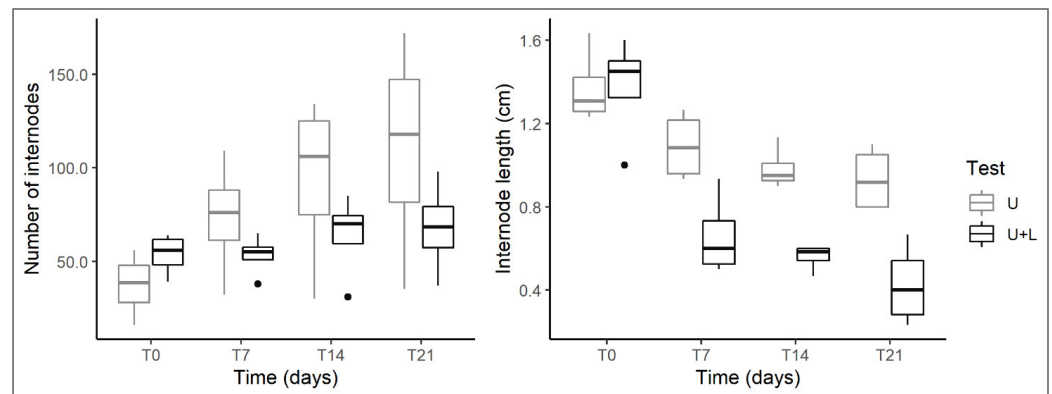 Number of internodes
150.0
100.0
50.0
T0 T7 T14 T21
Time (days)
Internode length (cm)
1.6
1.2
0.8
0.4
T0 T7 T14 T21
Time (days)
Test
U
U+L